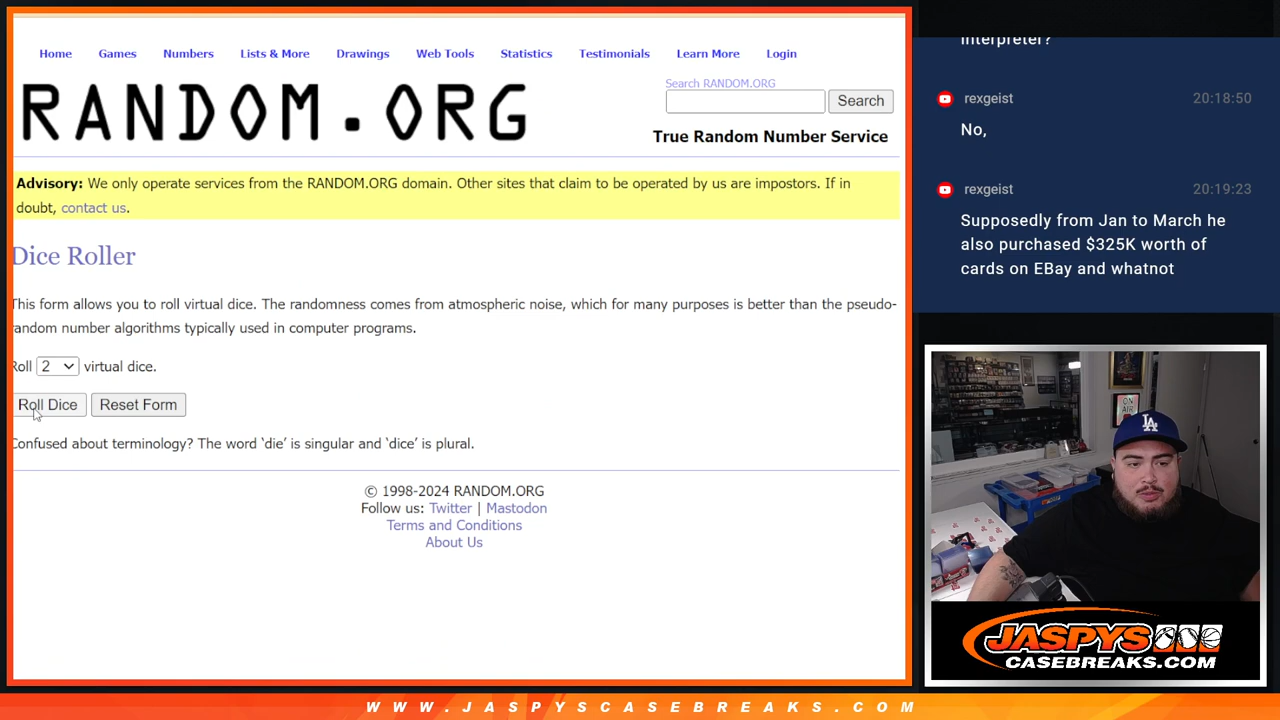 Home Games Numbers Lists & More Drawings Web Tools Statistics Testimonials Learn More Login
RANDOM.ORG
Search RANDOM.ORG
Search
True Random Number Service
Advisory: We only operate services from the RANDOM.ORG domain. Other sites that claim to be operated by us are impostors. If in
doubt, contact us.
Dice Roller
This form allows you to roll virtual dice. The randomness comes from atmospheric noise, which for many purposes is better than the pseudo-
random number algorithms typically used in computer programs.
Roll 2 virtual dice.
Roll Dice Reset Form
Confused about terminology? The word ‘die’ is singular and ‘dice’ is plural.
© 1998-2024 RANDOM.ORG
Follow us: Twitter | Mastodon
Terms and Conditions
About Us
interpreter?
rexgeist 20:18:50
No,
rexgeist 20:19:23
Supposedly from Jan to March he
also purchased $325K worth of
cards on EBay and whatnot
ON
AIR
LA
JASPYS
CASEBREAKS.COM
WWW.JASPYSCASEBREAKS.COM